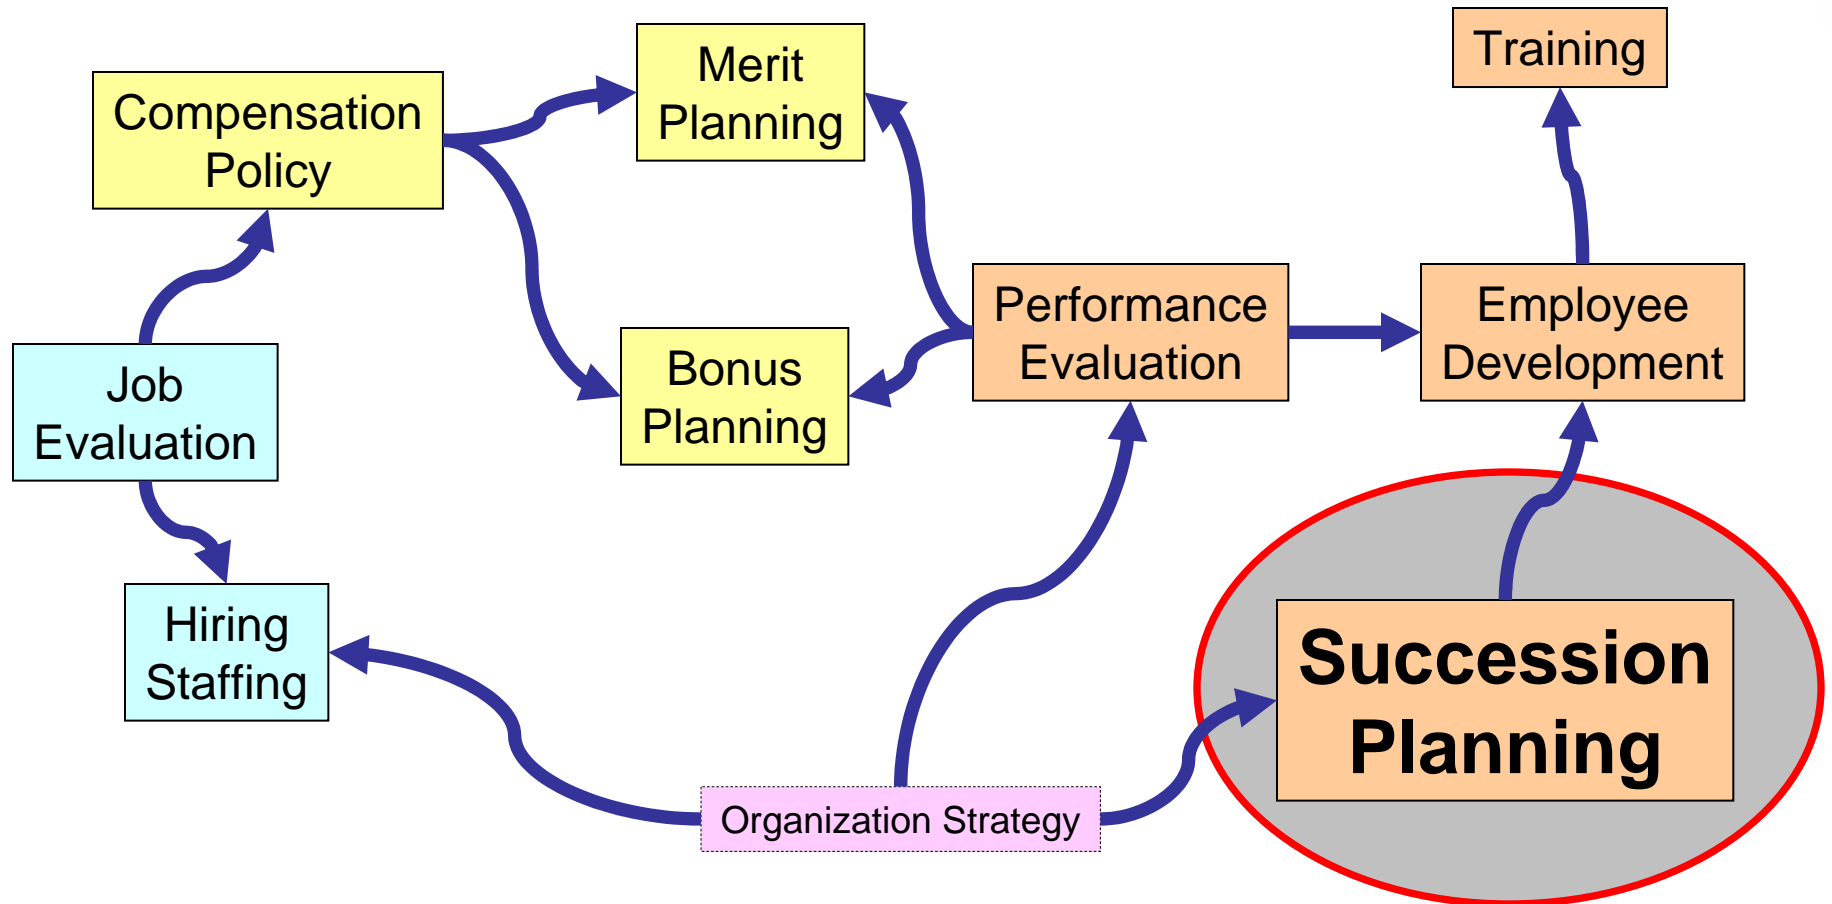 Compensation
Policy
Merit
Planning
Training
Job
Evaluation
Bonus
Planning
Performance
Evaluation
Employee
Development
Hiring
Staffing
Organization Strategy
Succession
Planning